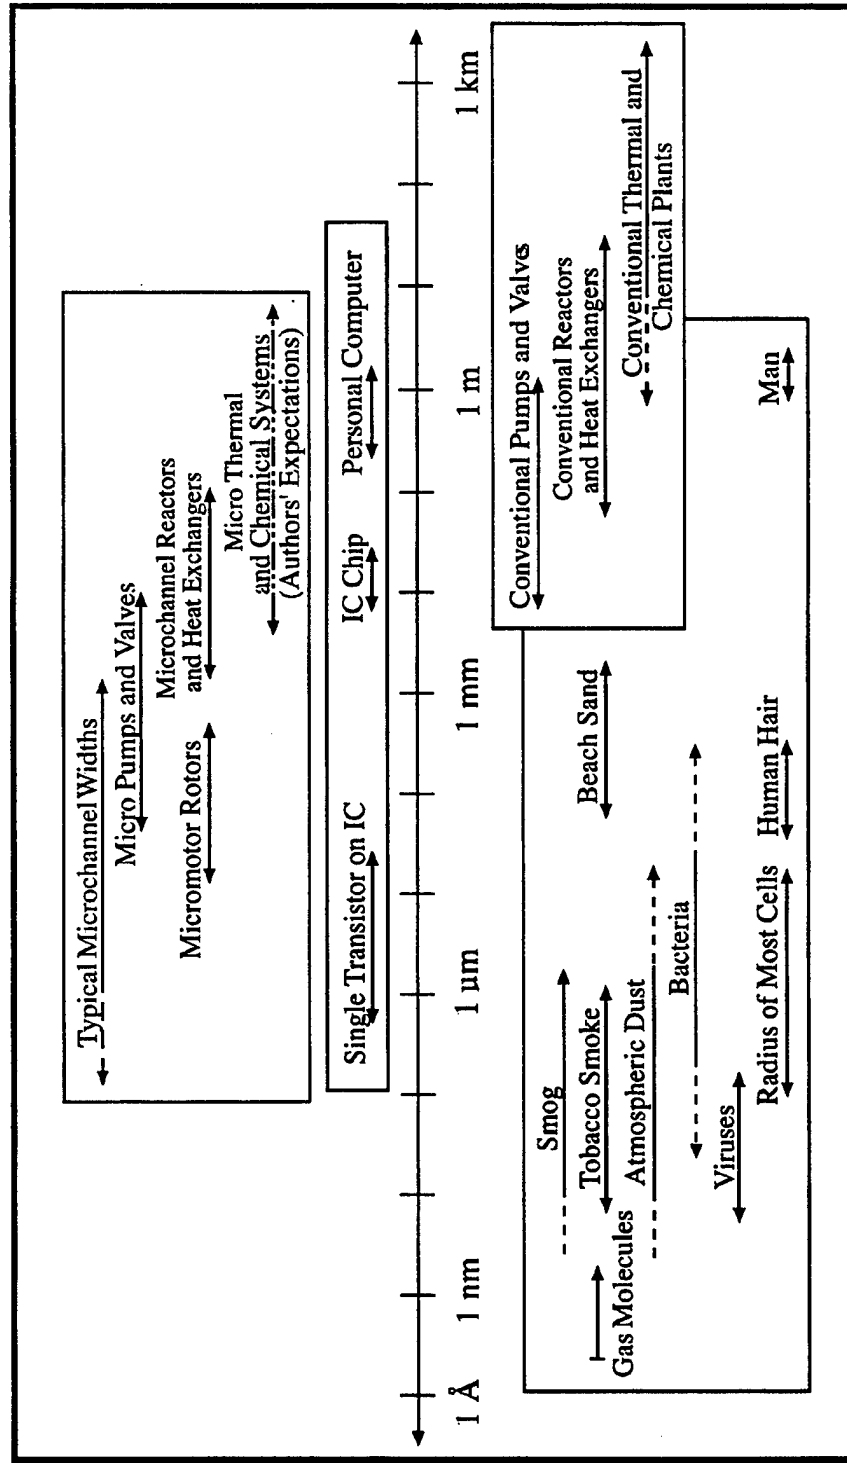 Typical Microchannel Widths
Micro Pumps and Valves
Micromotor Rotors
Microchannel Reactors
and Heat Exchangers
Micro Thermal
and Chemical Systems
(Authors' Expectations)
Single Transistor on IC
IC Chip
Personal Computer
1 Å
1 nm
1 µm
1 mm
1 m
1 km
Conventional Pumps and Valves
Conventional Reactors
and Heat Exchangers
Conventional Thermal and
Chemical Plants
Smog
Tobacco Smoke
Gas Molecules
Atmospheric Dust
Beach Sand
Bacteria
Viruses
Radius of Most Cells
Human Hair
Man